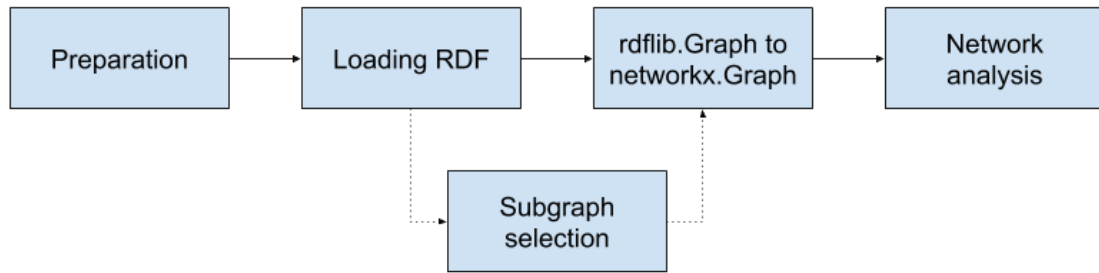 Preparation
Loading RDF
rdflib.Graph to
networkx.Graph
Network
analysis
Subgraph
selection